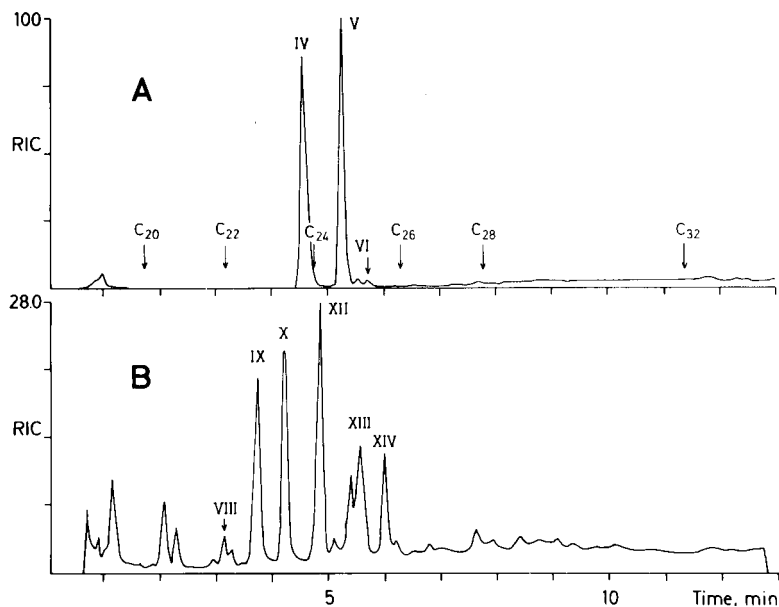 100
IV
V
A
RIC
C20
C22
C24
VI
C26
C28
C32
28.0
XII
IX
X
B
RIC
XIII
XIV
VIII
5
10
Time, min